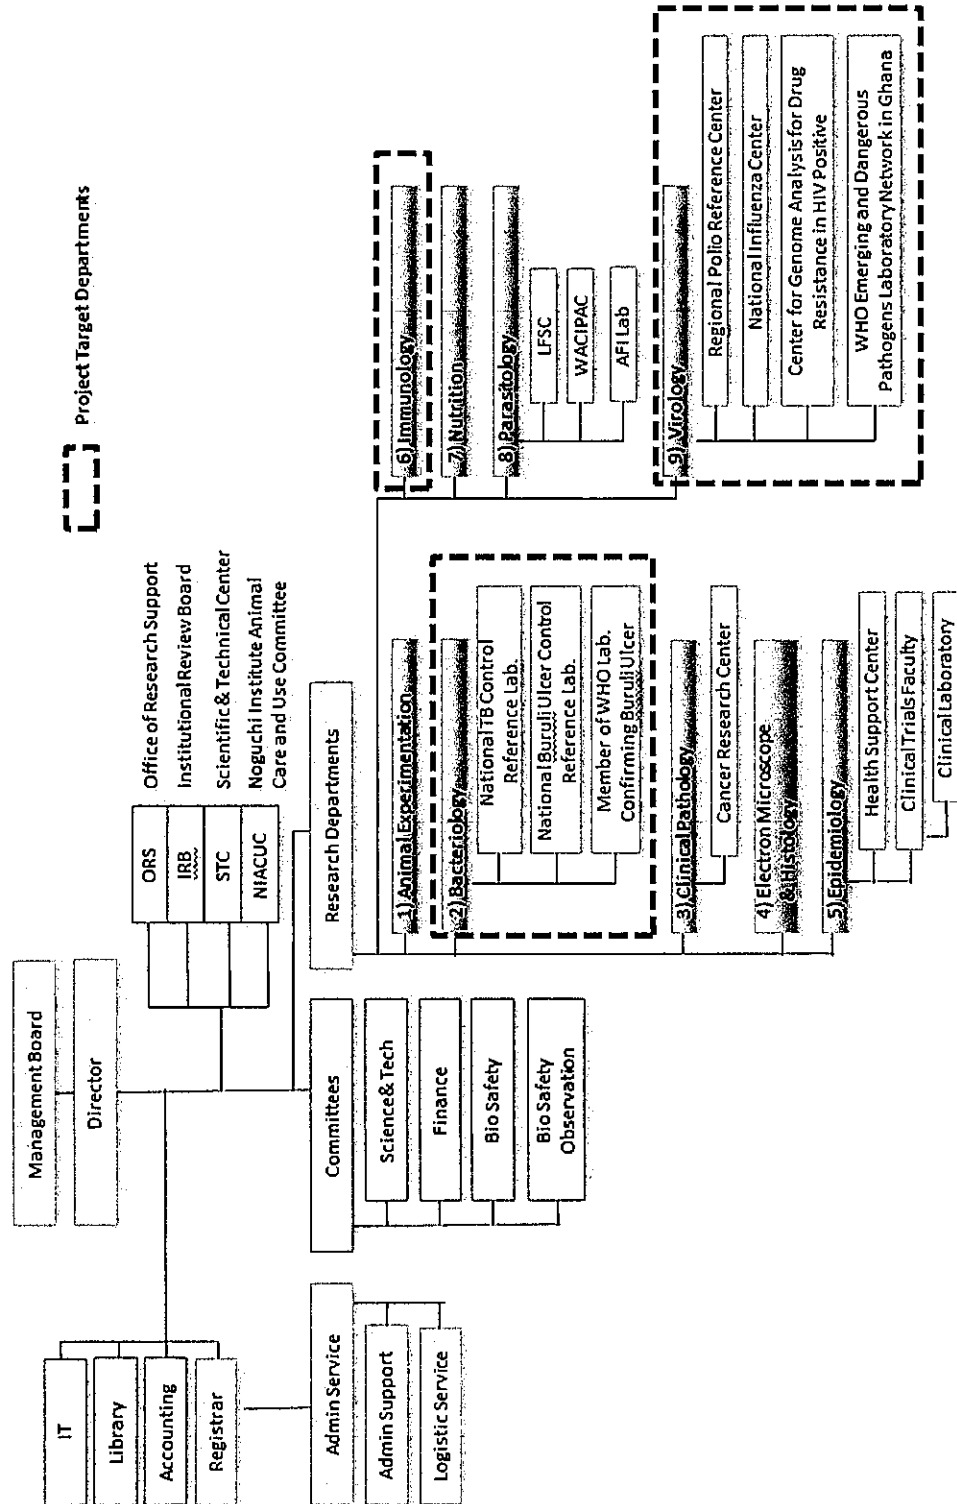 Management Board
Director
IT
Library
Accounting
Registrar
ORS
IRB
STC
NIACUC
Office of Research Support
Institutional Review Board
Scientific & Technical Center
Noguchi Institute Animal
Care and Use Committee
Project Target Departments
Admin Service
Admin Support
Logistic Service
Committees
Science & Tech
Finance
Bio Safety
Bio Safety
Observation
Research Departments
1) Animal Experimentation
2) Bacteriology
National TB Control
Reference Lab.
National Buruli Ulcer Control
Reference Lab.
Member of WHO Lab.
Confirming Buruli Ulcer
3) Clinical Pathology
Cancer Research Center
4) Electron Microscope
& Histology
5) Epidemiology
Health Support Center
Clinical Trials Faculty
Clinical Laboratory
6) Immunology
7) Nutrition
8) Parasitology
LFSC
WACIPAC
AFI Lab
9) Virology
Regional Polio Reference Center
National Influenza Center
Center for Genome Analysis for Drug
Resistance in HIV Positive
WHO Emerging and Dangerous
Pathogens Laboratory Network in Ghana